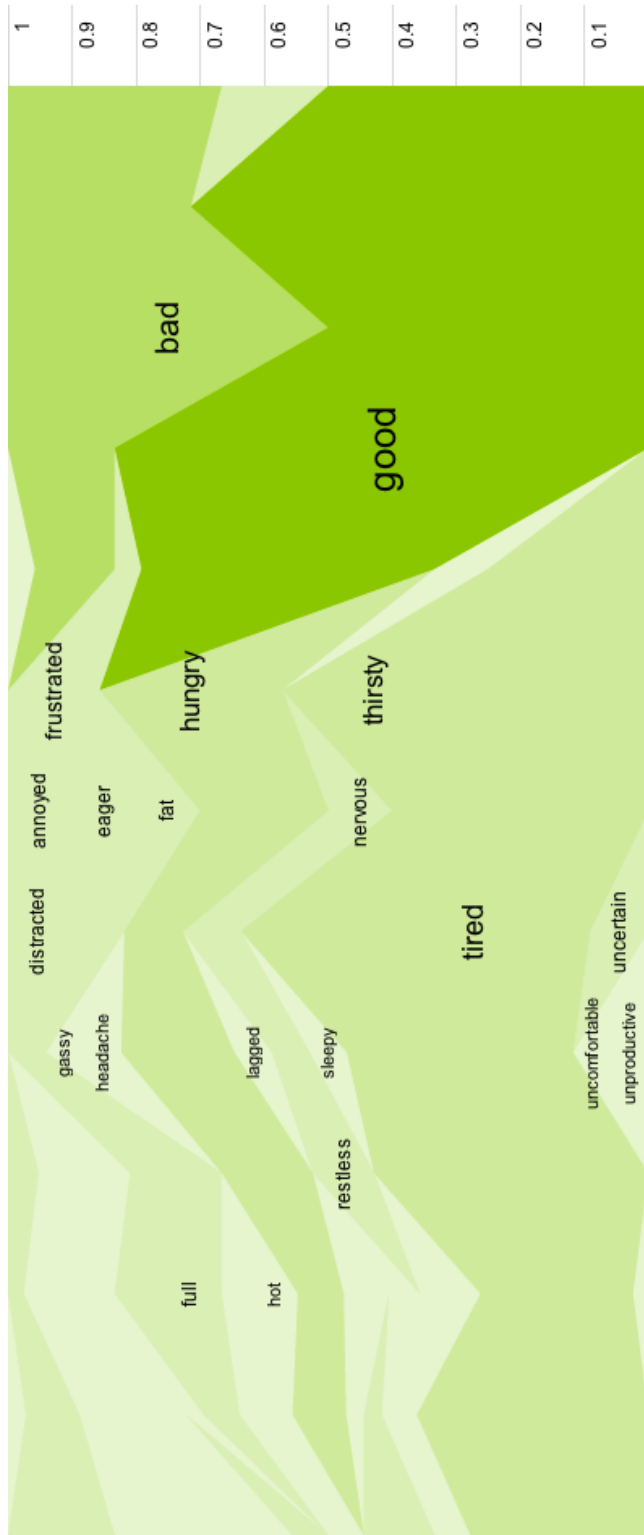 1
0.9
0.8
0.7
0.6
0.5
0.4
0.3
0.2
0.1
bad
good
frustrated
hungry
thirsty
annoyed
eager
fat
nervous
distracted
tired
uncertain
gassy
headache
lagged
sleepy
uncomfortable
unproductive
restless
full
hot